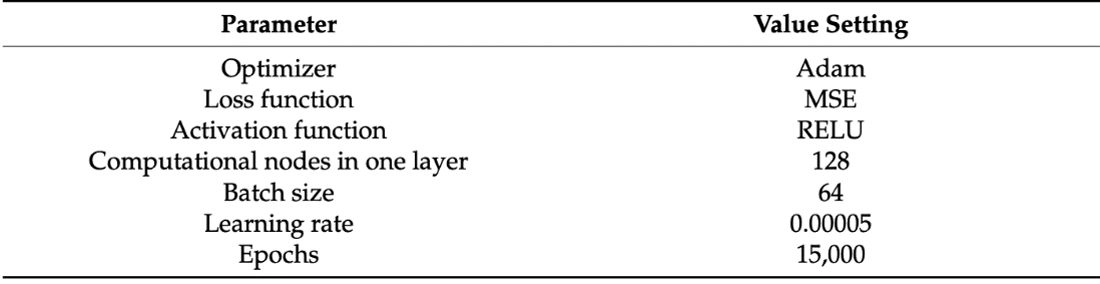 Parameter Value Setting
Optimizer Adam
Loss function MSE
Activation function RELU
Computational nodes in one layer 128
Batch size 64
Learning rate 0.00005
Epochs 15,000